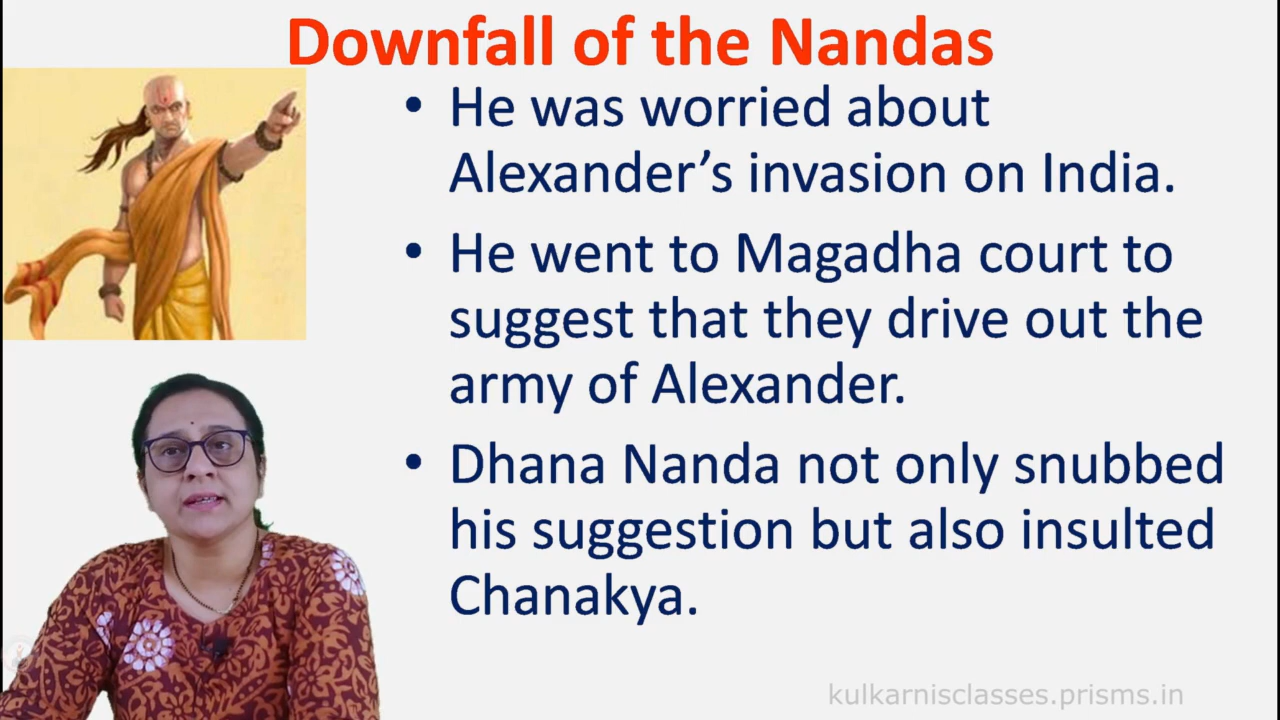 Downfall of the Nandas
• He was worried about
Alexander’s invasion on India.
• He went to Magadha court to
suggest that they drive out the
army of Alexander.
• Dhana Nanda not only snubbed
his suggestion but also insulted
Chanakya.
kulkarnisclasses.prisms.in